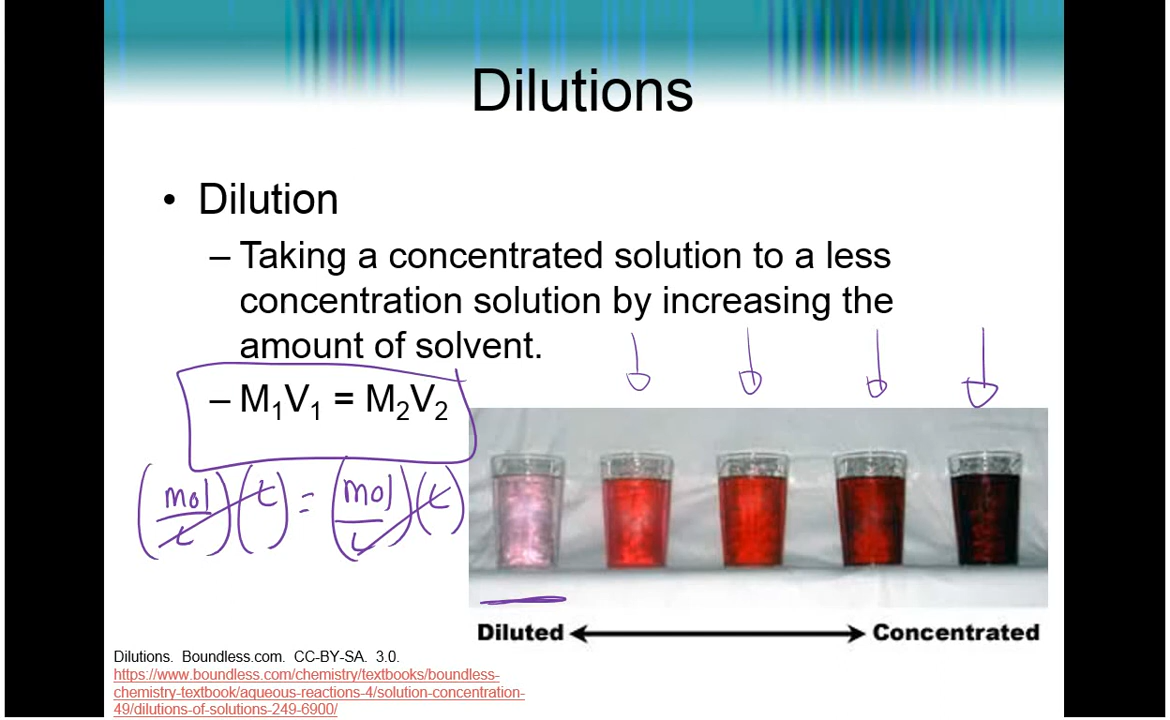 Dilutions
• Dilution
– Taking a concentrated solution to a less
concentration solution by increasing the
amount of solvent.
– M₁V₁ = M₂V₂
(mol/L)(L) = (mol/L)(L)
Diluted
Concentrated
Dilutions. Boundless.com. CC-BY-SA. 3.0.
https://www.boundless.com/chemistry/textbooks/boundless-
chemistry-textbook/aqueous-reactions-4/solution-concentration-
49/dilutions-of-solutions-249-6900/